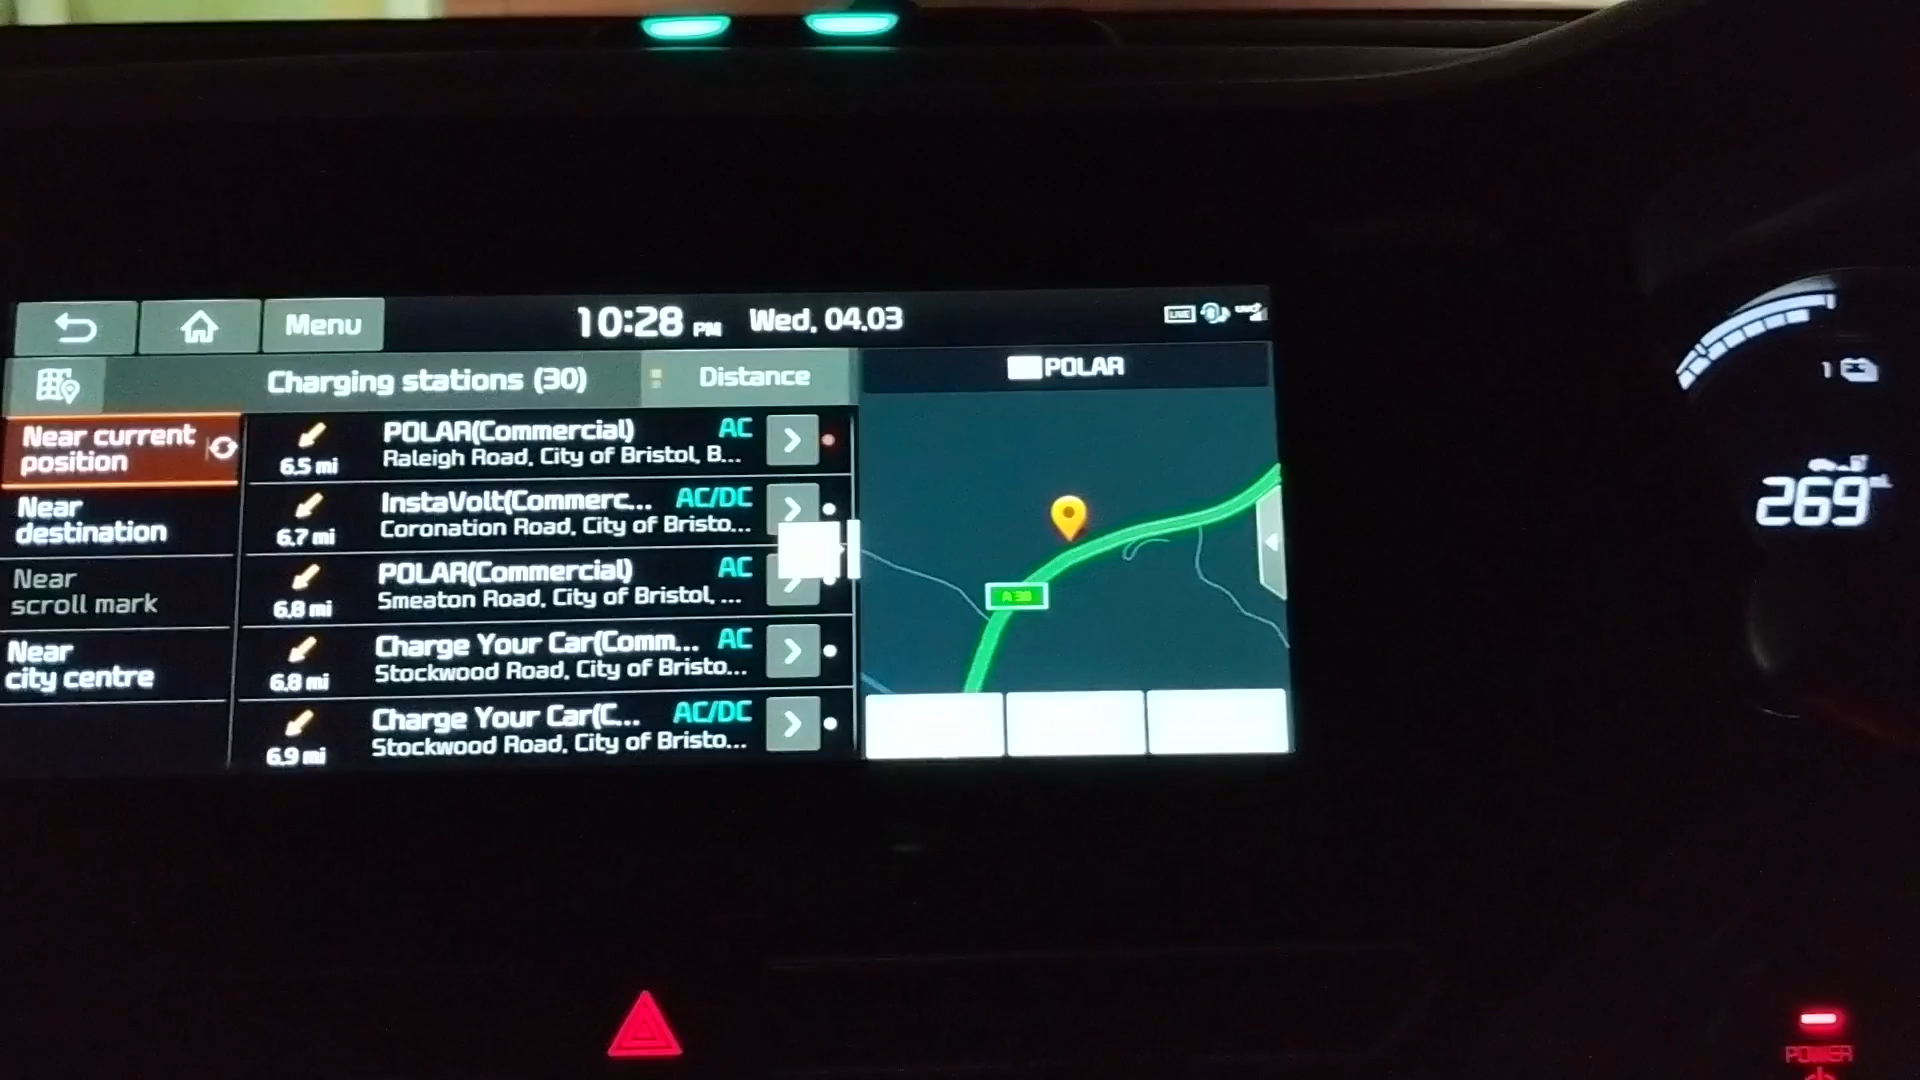 Menu
10:28 PM Wed, 04.03
LIVE
Charging stations (30)
Distance
POLAR
Near current
position
Near
destination
Near
scroll mark
Near
city centre
POLAR(Commercial) AC
6.5 mi Raleigh Road, City of Bristol, B...
InstaVolt(Commerc... AC/DC
6.7 mi Coronation Road, City of Bristo...
POLAR(Commercial) AC
6.8 mi Smeaton Road, City of Bristol, ...
Charge Your Car(Comm... AC
6.8 mi Stockwood Road, City of Bristo...
Charge Your Car(C... AC/DC
6.9 mi Stockwood Road, City of Bristo...
A 38
1
269
POWER